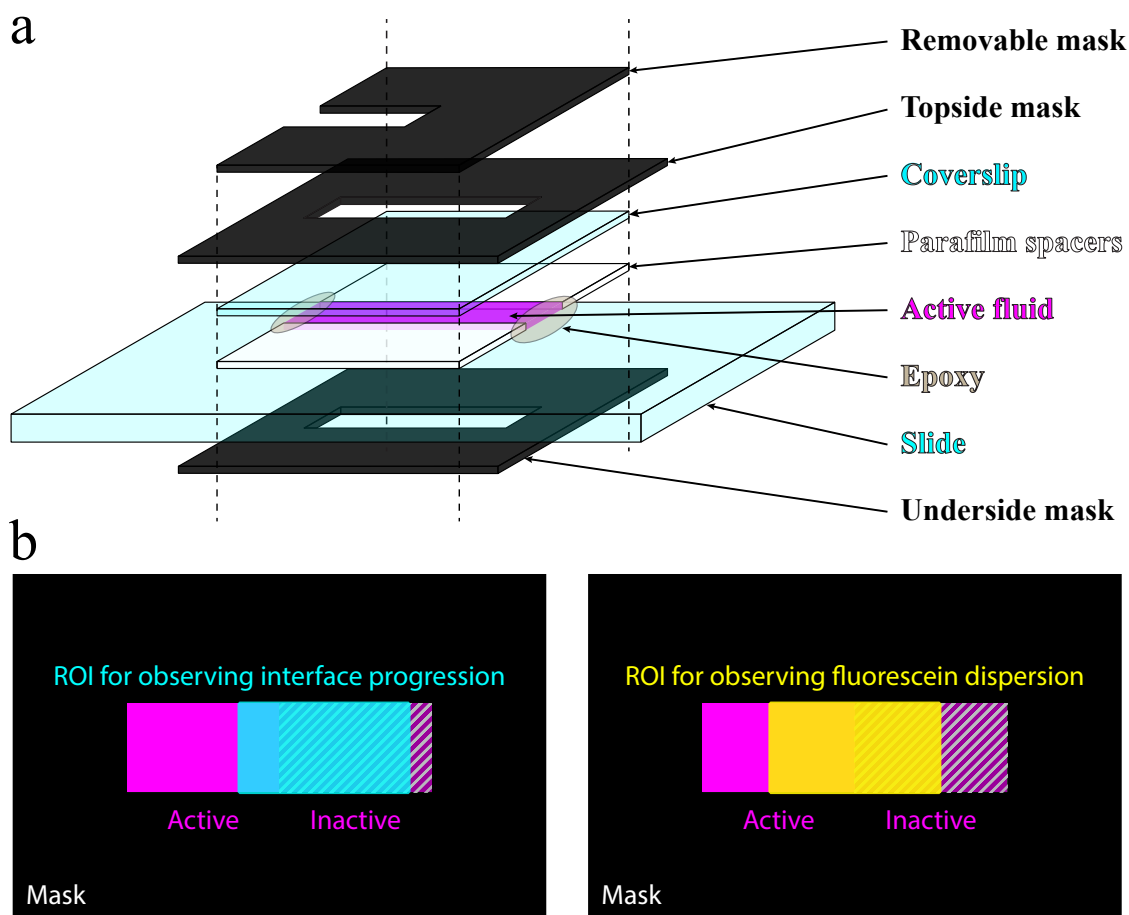 a
Removable mask
Topside mask
Coverslip
Parafilm spacers
Active fluid
Epoxy
Slide
Underside mask
b
ROI for observing interface progression
Active
Inactive
Mask
ROI for observing fluorescein dispersion
Active
Inactive
Mask